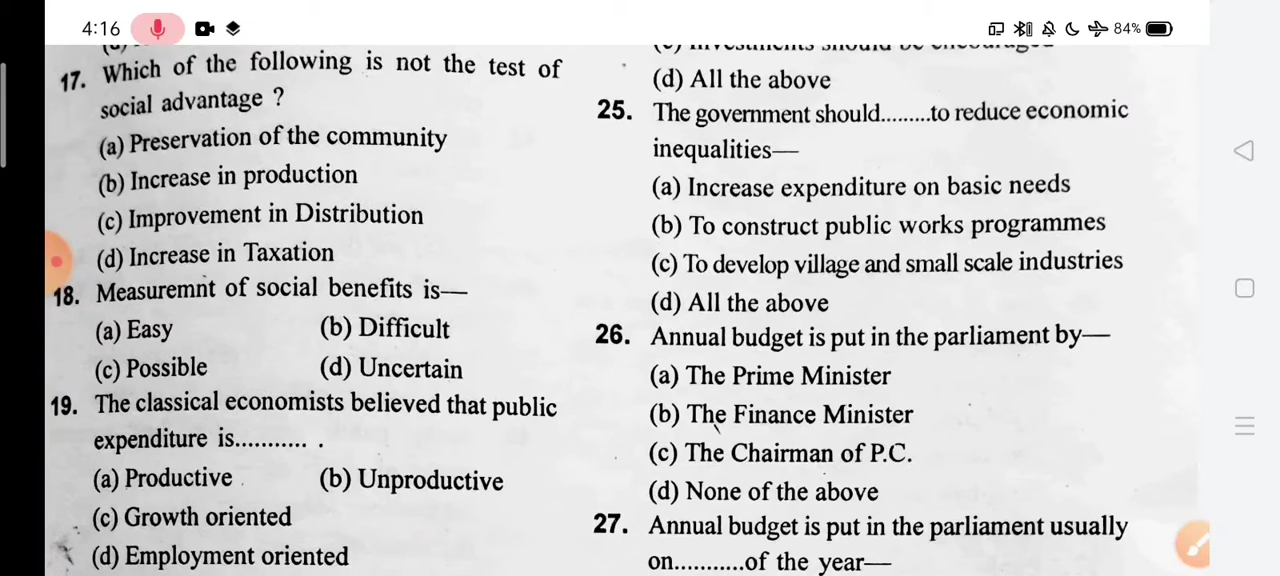 4:16
84%
17. Which of the following is not the test of
social advantage ?
(a) Preservation of the community
(b) Increase in production
(c) Improvement in Distribution
(d) Increase in Taxation
18. Measuremnt of social benefits is—
(a) Easy (b) Difficult
(c) Possible (d) Uncertain
19. The classical economists believed that public
expenditure is........... .
(a) Productive (b) Unproductive
(c) Growth oriented
(d) Employment oriented
(c) Investments should be encouraged
(d) All the above
25. The government should.........to reduce economic
inequalities—
(a) Increase expenditure on basic needs
(b) To construct public works programmes
(c) To develop village and small scale industries
(d) All the above
26. Annual budget is put in the parliament by—
(a) The Prime Minister
(b) The Finance Minister
(c) The Chairman of P.C.
(d) None of the above
27. Annual budget is put in the parliament usually
on...........of the year—